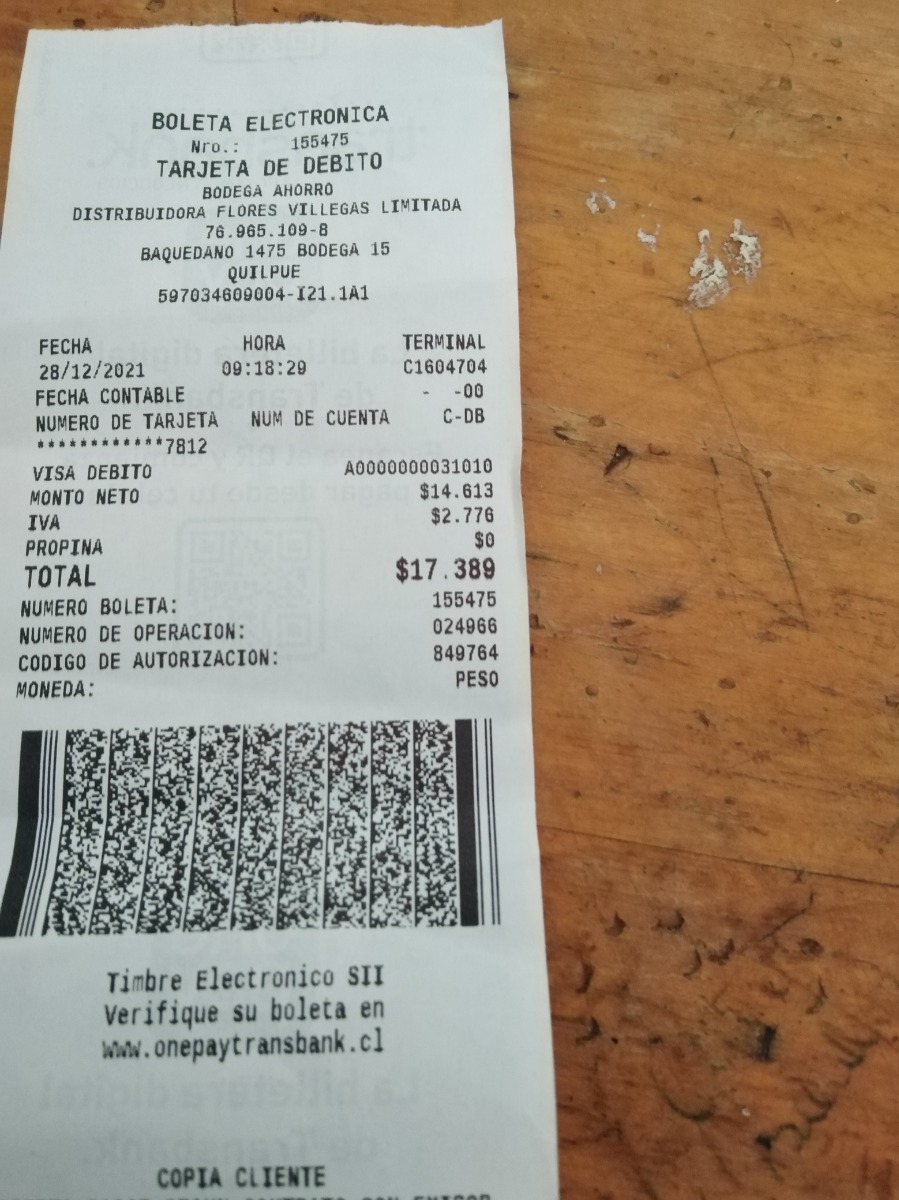 BOLETA ELECTRONICA
Nro.: 155475
TARJETA DE DEBITO
BODEGA AHORRO
DISTRIBUIDORA FLORES VILLEGAS LIMITADA
76.965.109-8
BAQUEDANO 1475 BODEGA 15
QUILPUE
597034609004-I21.1A1
FECHA HORA TERMINAL
28/12/2021 09:18:29 C1604704
FECHA CONTABLE - -00
NUMERO DE TARJETA NUM DE CUENTA C-DB
************7812
VISA DEBITO A0000000031010
MONTO NETO $14.613
IVA $2.776
PROPINA $0
TOTAL $17.389
NUMERO BOLETA: 155475
NUMERO DE OPERACION: 024966
CODIGO DE AUTORIZACION: 849764
MONEDA: PESO
Timbre Electronico SII
Verifique su boleta en
www.onepaytransbank.cl
COPIA CLIENTE